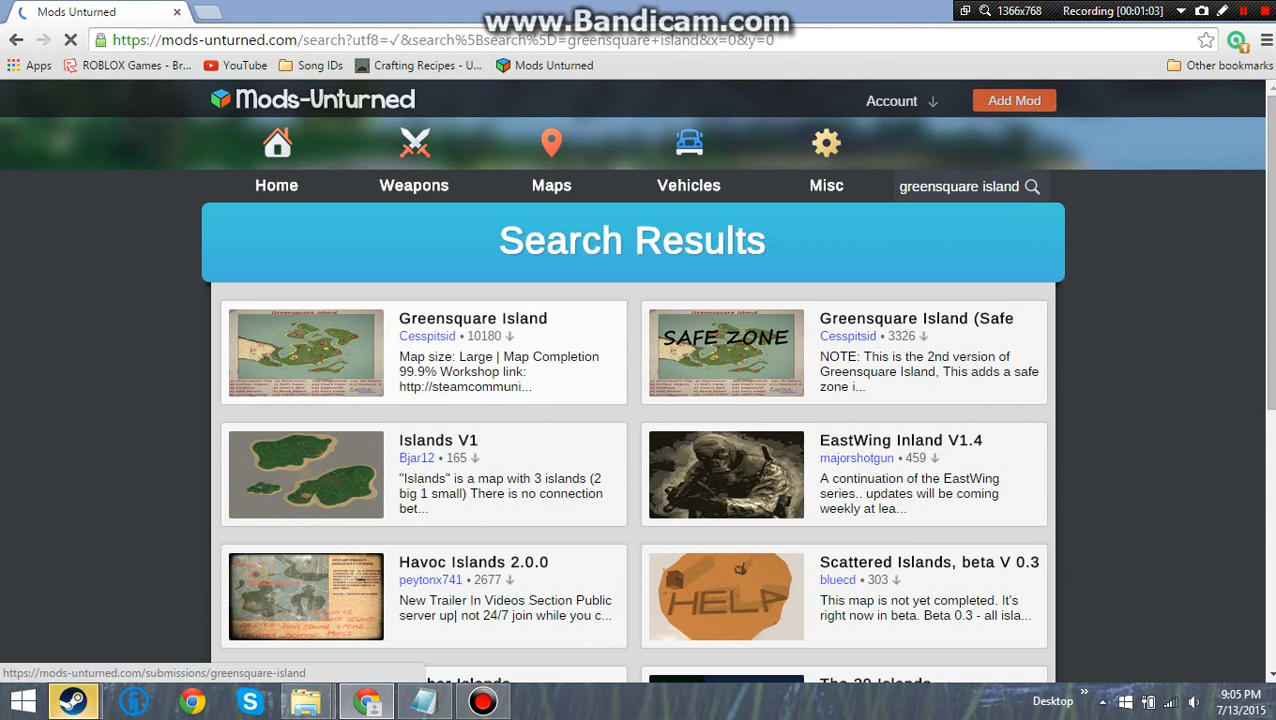 Mods Unturned
www.Bandicam.com
1366x768
Recording [00:01:03]
https://mods-unturned.com/search?utf8=✓&search%5Bsearch%5D=greensquare+island&x=0&y=0
Apps
ROBLOX Games - Br...
YouTube
Song IDs
Crafting Recipes - U...
Mods Unturned
Other bookmarks
Mods-Unturned
Account
Add Mod
Home
Weapons
Maps
Vehicles
Misc
greensquare island
Search Results
Greensquare Island
Cesspitsid • 10180
Map size: Large | Map Completion
99.9% Workshop link:
http://steamcommuni...
Greensquare Island
SAFE ZONE
Greensquare Island (Safe
Cesspitsid • 3326
NOTE: This is the 2nd version of
Greensquare Island, This adds a safe
zone i...
Islands V1
Bjar12 • 165
"Islands" is a map with 3 islands (2
big 1 small) There is no connection
bet...
EastWing Inland V1.4
majorshotgun • 459
A continuation of the EastWing
series.. updates will be coming
weekly at lea...
Havoc Islands 2.0.0
peytonx741 • 2677
New Trailer In Videos Section Public
server up| not 24/7 join while you c...
HELP
Scattered Islands, beta V 0.3
bluecd • 303
This map is not yet completed. It's
right now in beta. Beta 0.3 - all isla...
https://mods-unturned.com/submissions/greensquare-island
Islands
The 20 Islands
Desktop
9:05 PM
7/13/2015